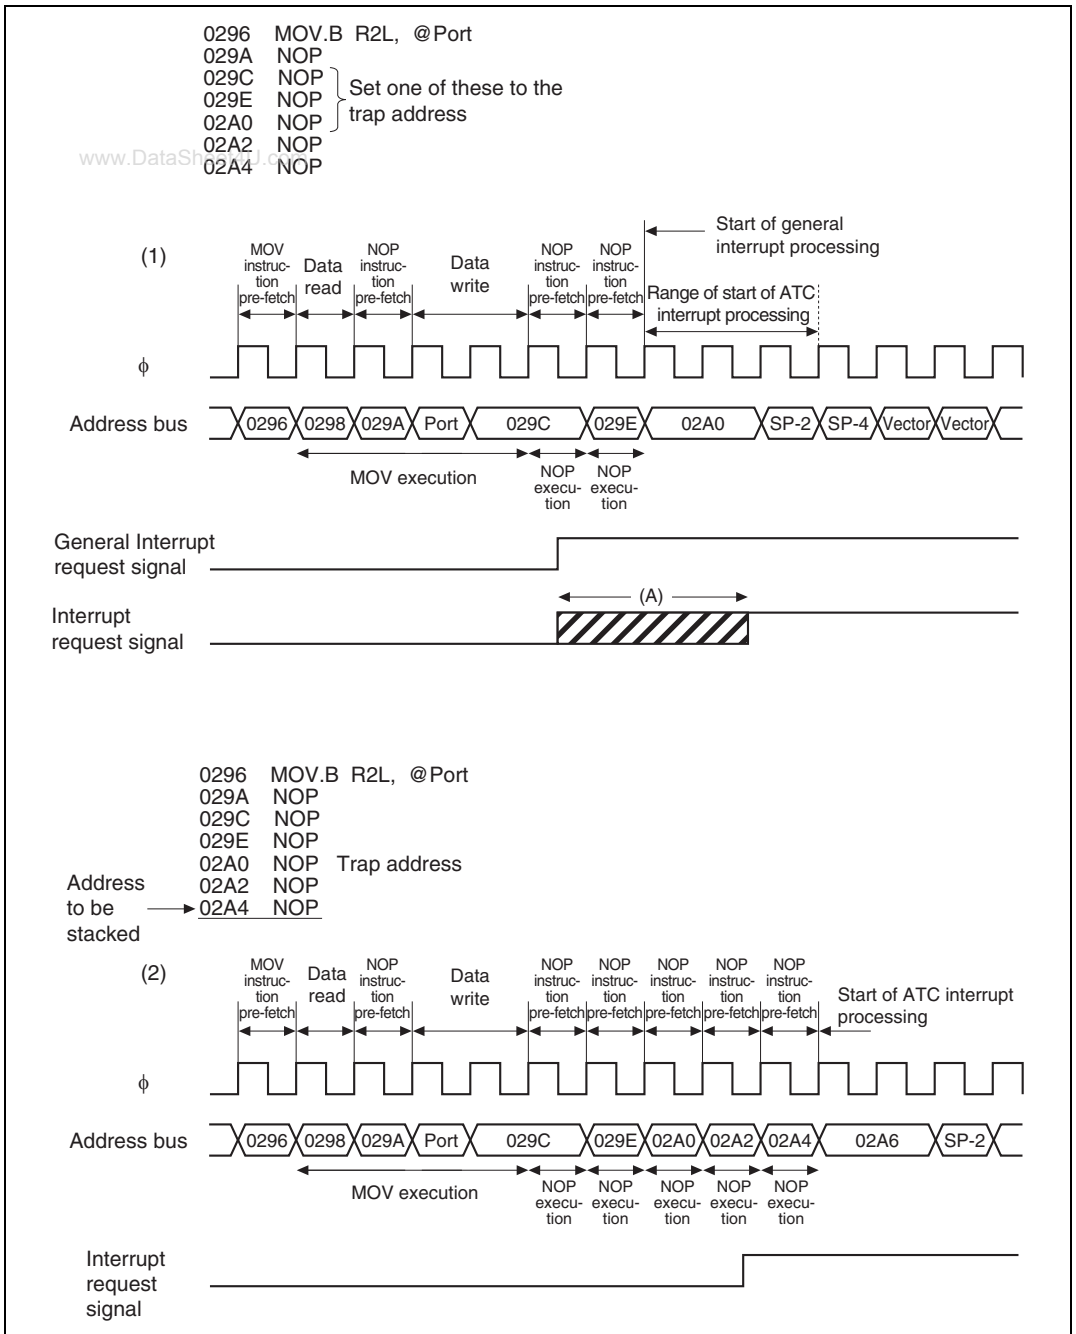 0296 MOV.B R2L, @Port
029A NOP
029C NOP
029E NOP
02A0 NOP
Set one of these to the
trap address
02A2 NOP
www.DataSheet4U.com
02A4 NOP
(1)
MOV
instruc-
tion
pre-fetch
Data
read
NOP
instruc-
tion
pre-fetch
Data
write
NOP
instruc-
tion
pre-fetch
NOP
instruc-
tion
pre-fetch
Start of general
interrupt processing
Range of start of ATC
interrupt processing
ϕ
Address bus 0296 0298 029A Port 029C 029E 02A0 SP-2 SP-4 Vector Vector
MOV execution
NOP
execu-
tion
NOP
execu-
tion
General Interrupt
request signal
(A)
Interrupt
request signal
0296 MOV.B R2L, @Port
029A NOP
029C NOP
029E NOP
02A0 NOP Trap address
02A2 NOP
02A4 NOP
Address
to be
stacked
(2)
MOV
instruc-
tion
pre-fetch
Data
read
NOP
instruc-
tion
pre-fetch
Data
write
NOP
instruc-
tion
pre-fetch
NOP
instruc-
tion
pre-fetch
NOP
instruc-
tion
pre-fetch
NOP
instruc-
tion
pre-fetch
NOP
instruc-
tion
pre-fetch
Start of ATC interrupt
processing
ϕ
Address bus 0296 0298 029A Port 029C 029E 02A0 02A2 02A4 02A6 SP-2
MOV execution
NOP
execu-
tion
NOP
execu-
tion
NOP
execu-
tion
NOP
execu-
tion
NOP
execu-
tion
Interrupt
request
signal